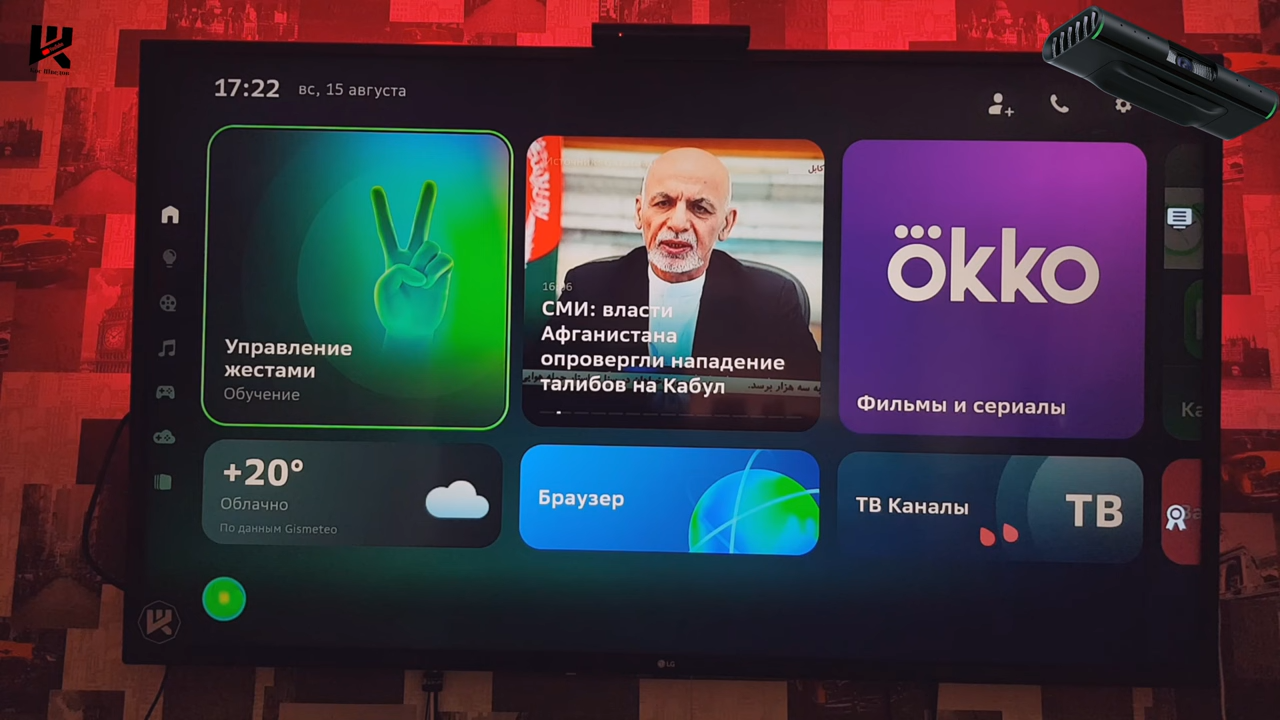 17:22 вс, 15 августа
Управление
жестами
Обучение
СМИ: власти
Афганистана
опровергли нападение
талибов на Кабул
ökko
Фильмы и сериалы
+20°
Облачно
По данным Gismeteo
Браузер
ТВ Каналы
ТВ
LG